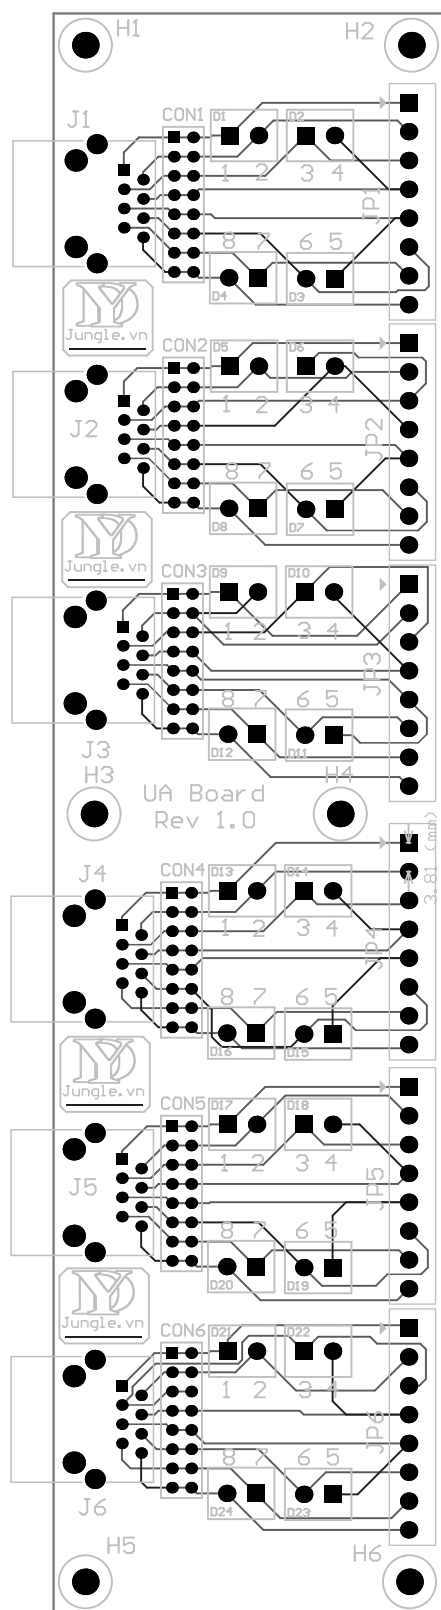 H1 H2
J1 CON1 D1 D2
1 2 3 4
JP1
8 7 6 5
D4 D3
Jungle.vn
CON2 D5 D6
J2 1 2 3 4 JP2
8 7 6 5
D8 D7
Jungle.vn
CON3 D9 D10
1 2 3 4
JP3
8 7 6 5
J3 D12 D11
H3 H4
UA Board
Rev 1.0
3.81 (mm)
J4 CON4 D13 D14
1 2 3 4 JP4
8 7 6 5
D16 D15
Jungle.vn
CON5 D17 D18
J5 1 2 3 4 JP5
8 7 6 5
D20 D19
Jungle.vn
CON6 D21 D22
1 2 3 4
JP6
8 7 6 5
J6 D24 D23
H5 H6